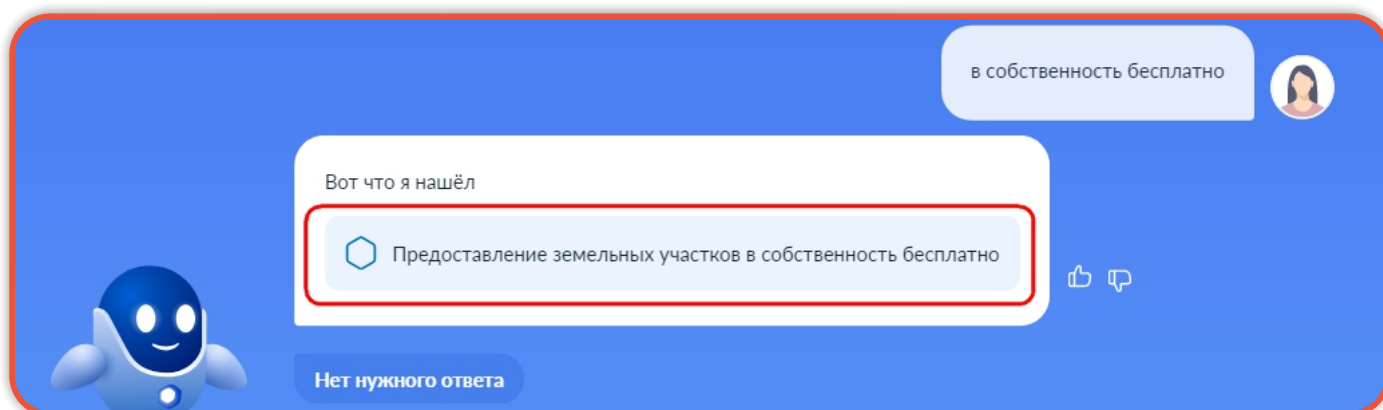 в собственность бесплатно
Вот что я нашёл
Предоставление земельных участков в собственность бесплатно
Нет нужного ответа